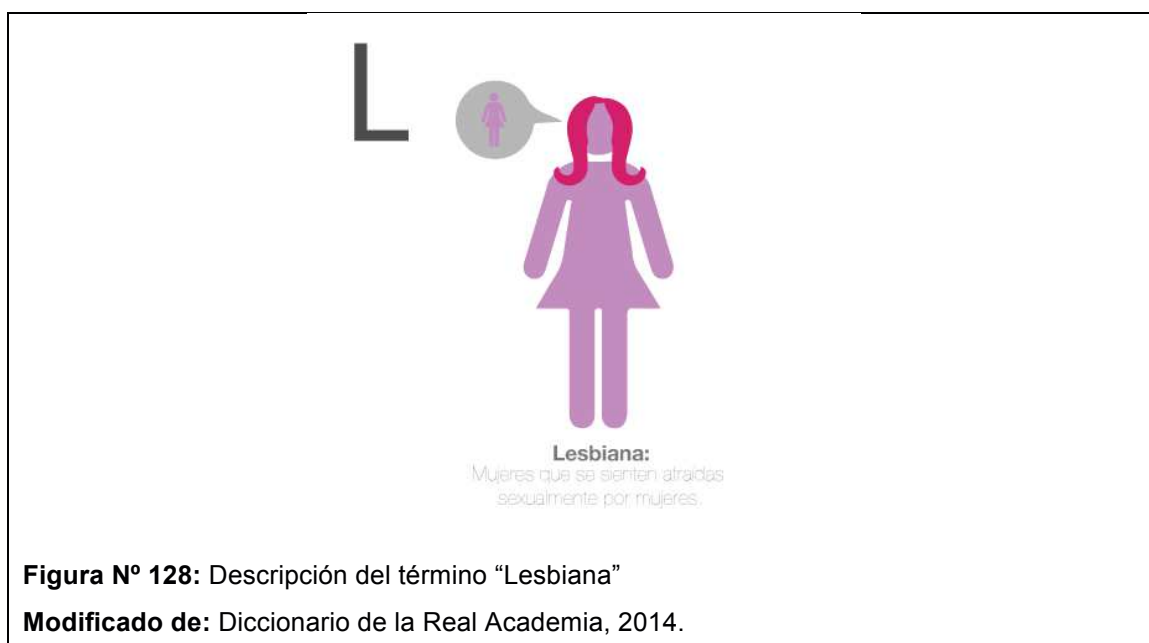 L
Lesbiana:
Mujeres que se sienten atraídas
sexualmente por mujeres.
Figura Nº 128: Descripción del término “Lesbiana”
Modificado de: Diccionario de la Real Academia, 2014.